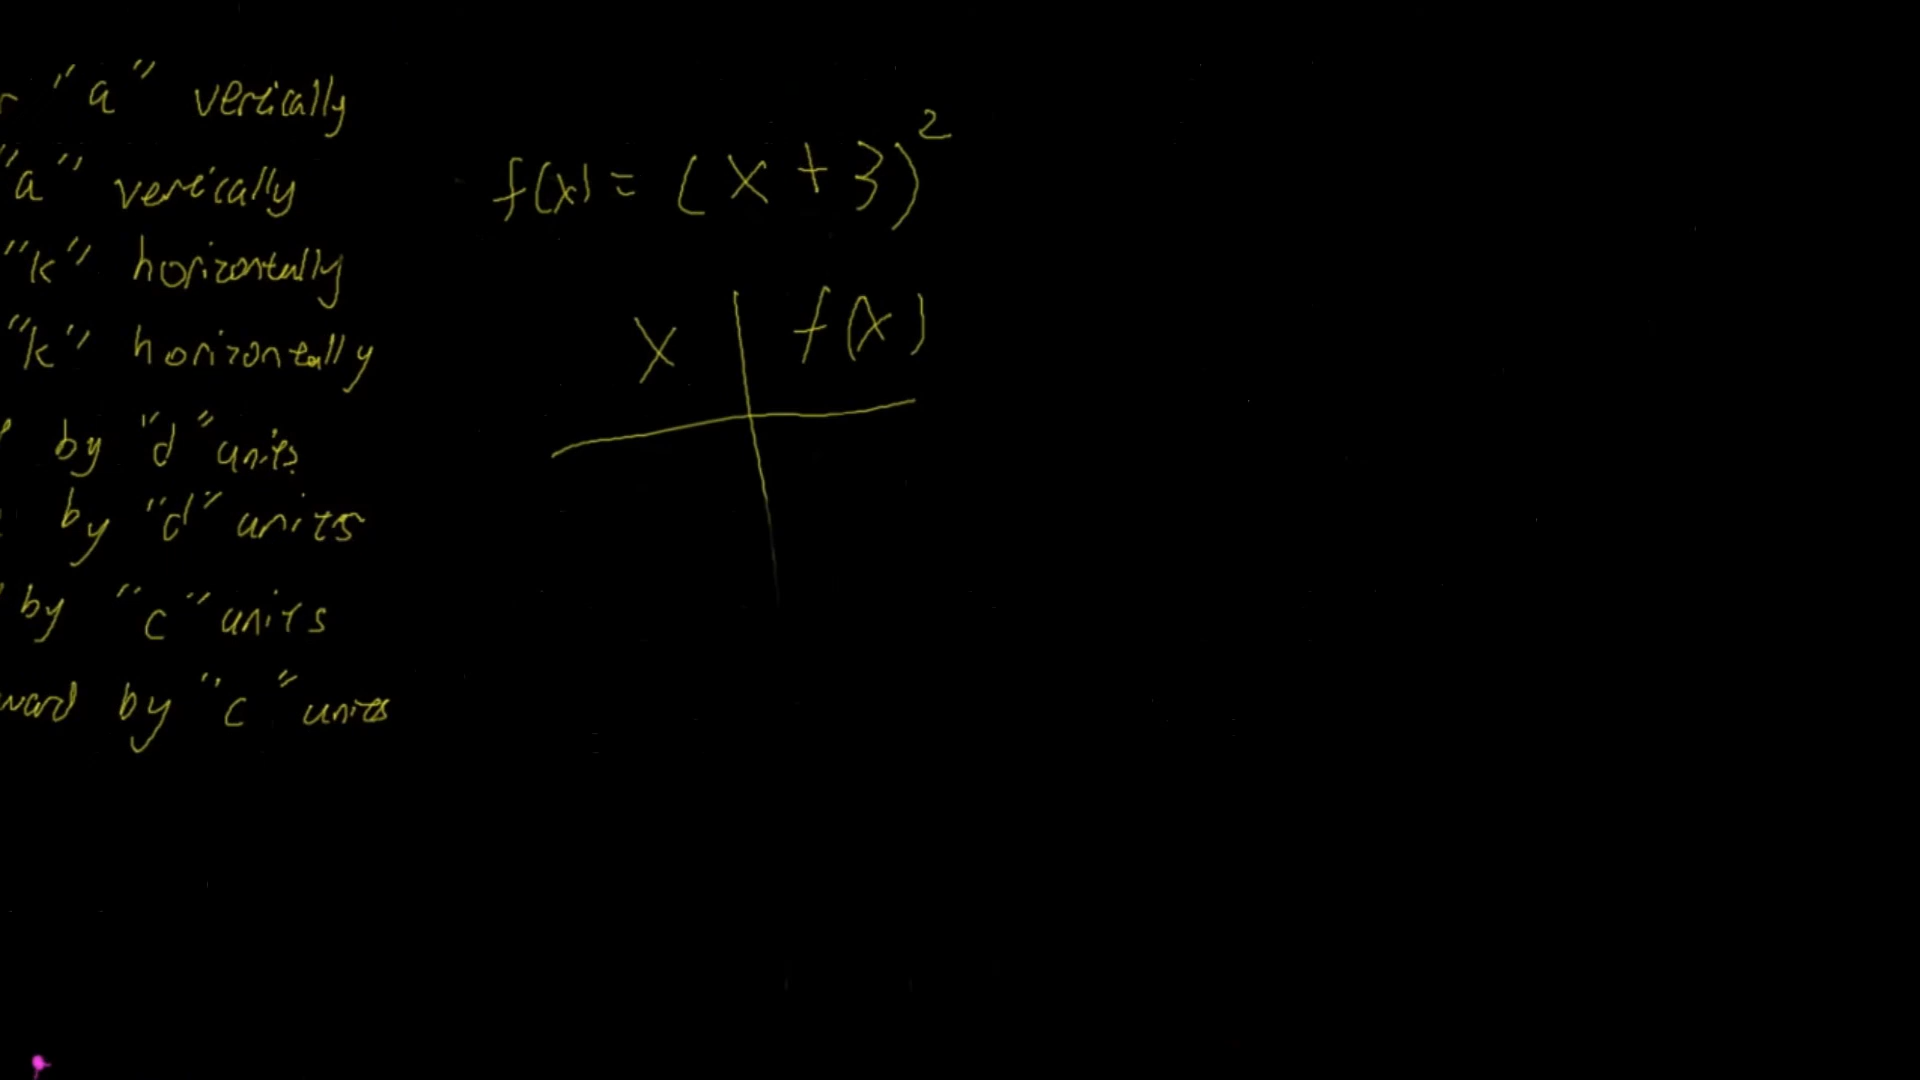 "a" vertically
"a" vertically
"k" horizontally
"k" horizontally
by "d" units
by "d" units
by "c" units
ward by "c" units
f(x) = (x + 3)²
x f(x)